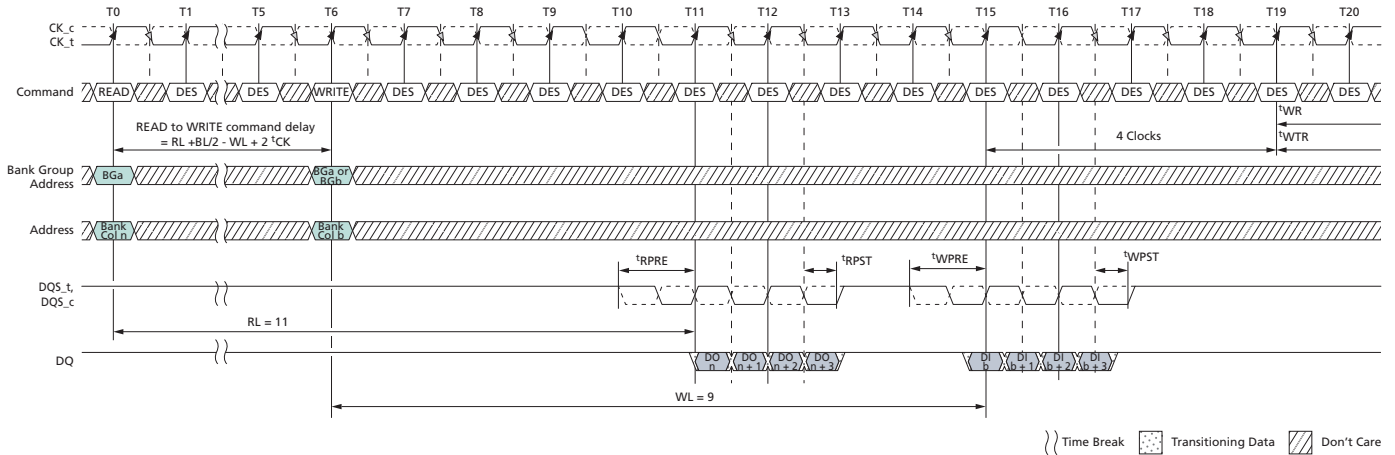 T0 T1 T5 T6 T7 T8 T9 T10 T11 T12 T13 T14 T15 T16 T17 T18 T19 T20
CK_c
CK_t
Command READ DES DES WRITE DES DES DES DES DES DES DES DES DES DES DES DES DES DES
tWR
READ to WRITE command delay
= RL +BL/2 - WL + 2 tCK
4 Clocks
tWTR
Bank Group
Address
BGa
BGa or
BGb
Address
Bank
Col n
Bank
Col b
tRPRE tRPST tWPRE tWPST
DQS_t,
DQS_c
RL = 11
DQ
DO
n
DO
n + 1
DO
n + 2
DO
n + 3
DI
b
DI
b + 1
DI
b + 2
DI
b + 3
WL = 9
Time Break Transitioning Data Don't Care